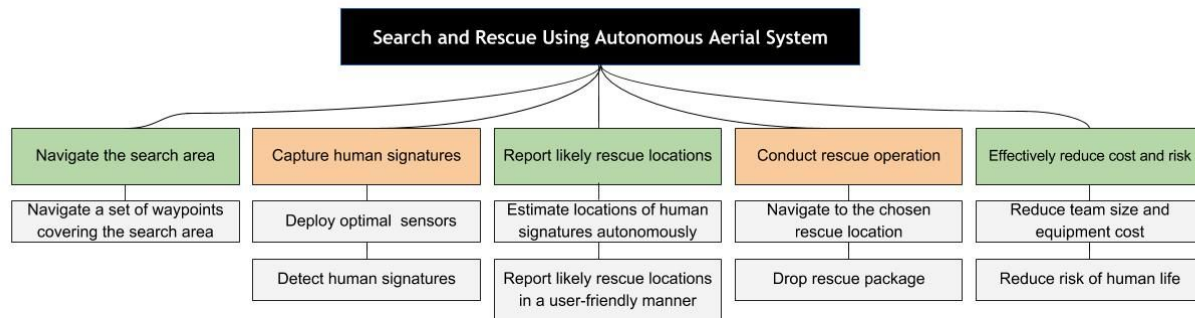 Search and Rescue Using Autonomous Aerial System
Navigate the search area
Navigate a set of waypoints
covering the search area
Capture human signatures
Deploy optimal sensors
Detect human signatures
Report likely rescue locations
Estimate locations of human
signatures autonomously
Report likely rescue locations
in a user-friendly manner
Conduct rescue operation
Navigate to the chosen
rescue location
Drop rescue package
Effectively reduce cost and risk
Reduce team size and
equipment cost
Reduce risk of human life